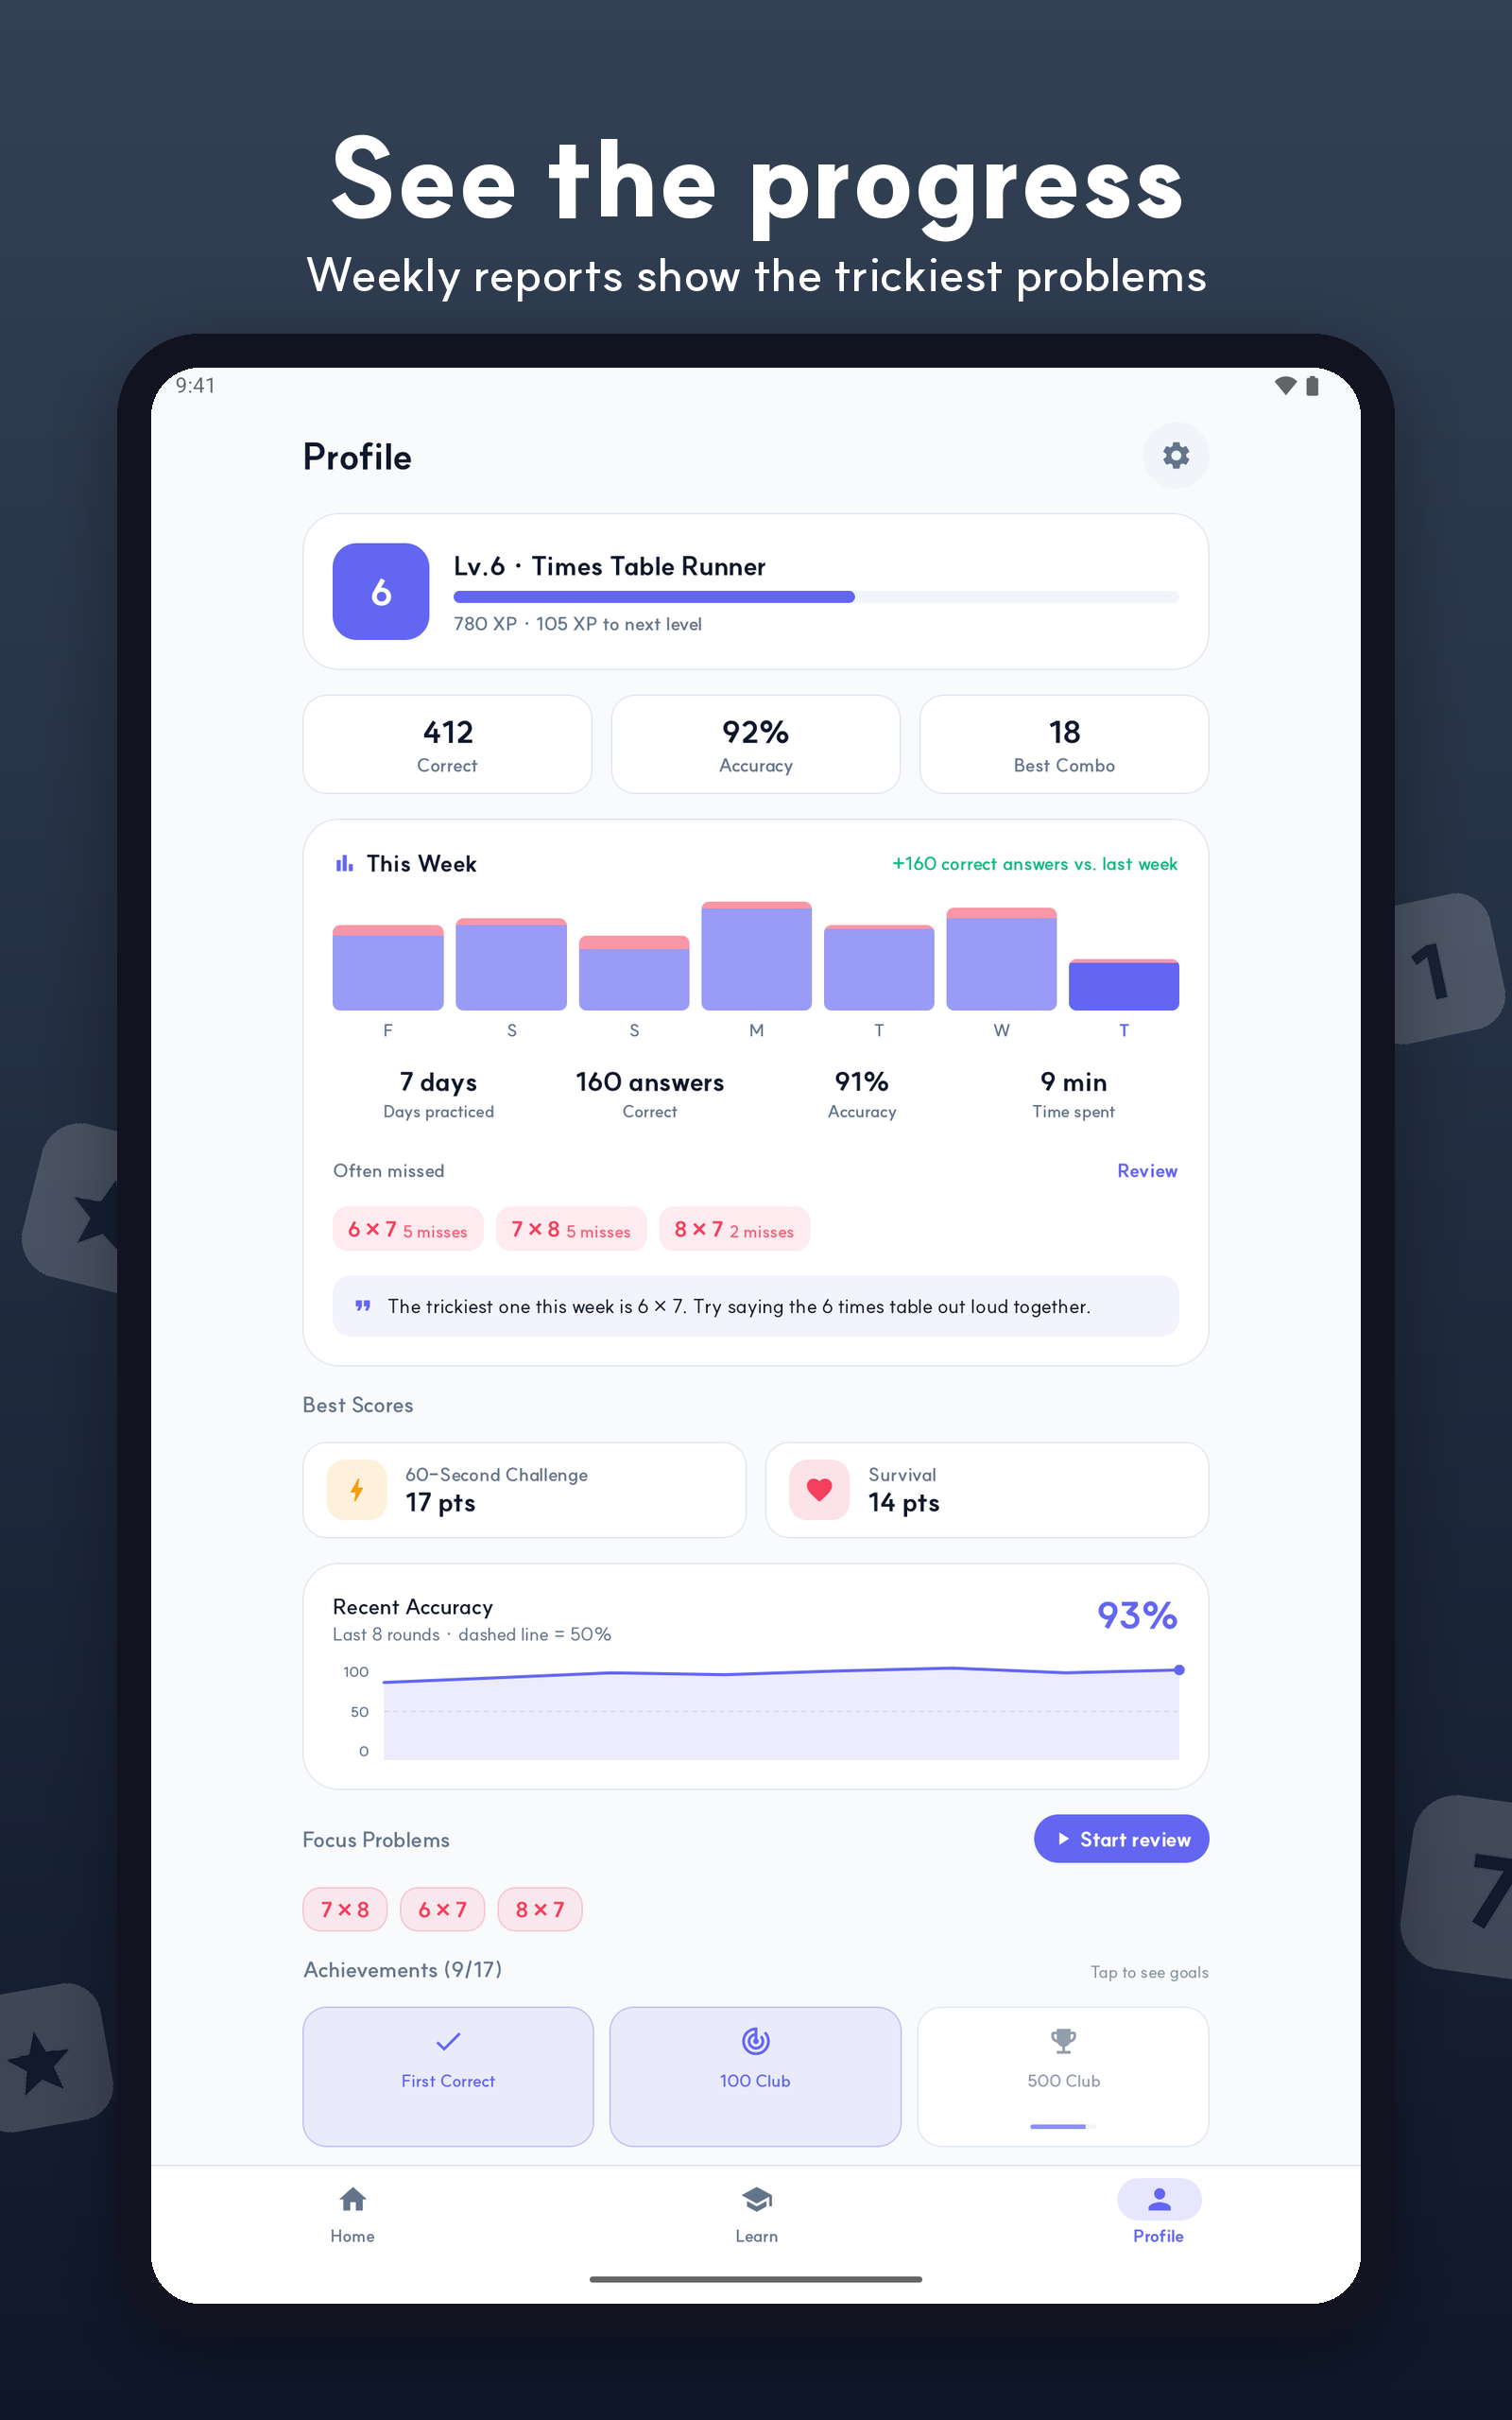 See the progress
Weekly reports show the trickiest problems
9:41
Profile
6
Lv.6 · Times Table Runner
780 XP · 105 XP to next level
412
Correct
92%
Accuracy
18
Best Combo
This Week
+160 correct answers vs. last week
F S S M T W T
7 days
Days practiced
160 answers
Correct
91%
Accuracy
9 min
Time spent
Often missed
Review
6 × 7 5 misses
7 × 8 5 misses
8 × 7 2 misses
The trickiest one this week is 6 × 7. Try saying the 6 times table out loud together.
Best Scores
60-Second Challenge
17 pts
Survival
14 pts
Recent Accuracy
93%
Last 8 rounds · dashed line = 50%
100
50
0
Focus Problems
Start review
7 × 8
6 × 7
8 × 7
Achievements (9/17)
Tap to see goals
First Correct
100 Club
500 Club
Home
Learn
Profile
1
7